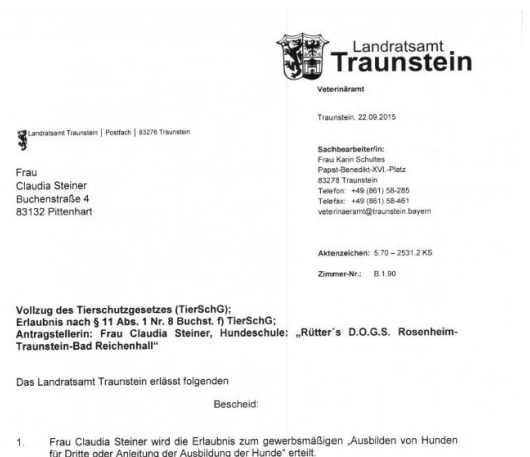 Landratsamt
Traunstein
Veterinäramt
Traunstein, 22.09.2015
Landratsamt Traunstein | Postfach | 83276 Traunstein
Sachbearbeiter/in:
Frau Karin Schultes
Papst-Benedikt-XVI.-Platz
83278 Traunstein
Telefon: +49 (861) 58-285
Telefax: +49 (861) 58-461
veterinaeramt@traunstein.bayern
Frau
Claudia Steiner
Buchenstraße 4
83132 Pittenhart
Aktenzeichen: 5.70 – 2531.2 KS
Zimmer-Nr.: B.1.90
Vollzug des Tierschutzgesetzes (TierSchG);
Erlaubnis nach § 11 Abs. 1 Nr. 8 Buchst. f) TierSchG;
Antragstellerin: Frau Claudia Steiner, Hundeschule: „Rütter´s D.O.G.S. Rosenheim-
Traunstein-Bad Reichenhall“
Das Landratsamt Traunstein erlässt folgenden
Bescheid:
1. Frau Claudia Steiner wird die Erlaubnis zum gewerbsmäßigen „Ausbilden von Hunden
für Dritte oder Anleitung der Ausbildung der Hunde“ erteilt.